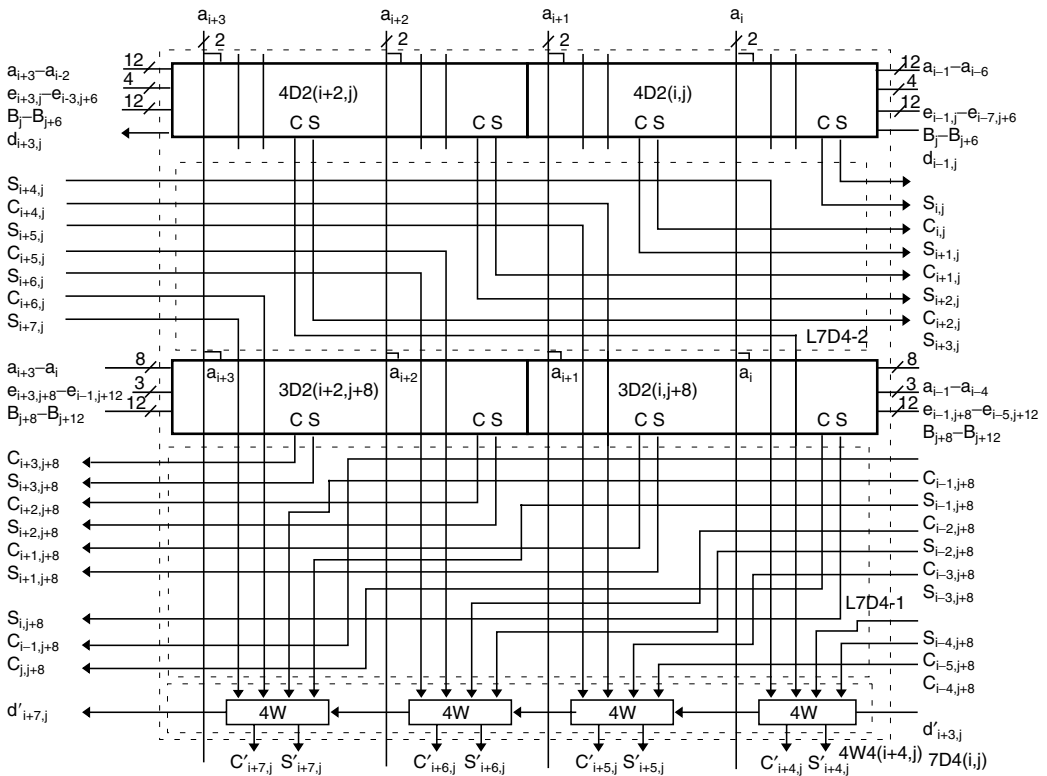 a_{i+3} a_{i+2} a_{i+1} a_i
2 2 2 2
a_{i+3}–a_{i-2} 12
e_{i+3,j}–e_{i-3,j+6} 4
B_j–B_{j+6} 12
d_{i+3,j}
4D2(i+2,j) 4D2(i,j)
C S C S C S C S
12 a_{i-1}–a_{i-6}
4
12 e_{i-1,j}–e_{i-7,j+6}
B_j–B_{j+6}
d_{i-1,j}
S_{i+4,j}
C_{i+4,j}
S_{i+5,j}
C_{i+5,j}
S_{i+6,j}
C_{i+6,j}
S_{i+7,j}
S_{i,j}
C_{i,j}
S_{i+1,j}
C_{i+1,j}
S_{i+2,j}
C_{i+2,j}
S_{i+3,j}
L7D4-2
a_{i+3}–a_i 8
e_{i+3,j+8}–e_{i-1,j+12} 3
B_{j+8}–B_{j+12} 12
a_{i+3} a_{i+2} a_{i+1} a_i
3D2(i+2,j+8) 3D2(i,j+8)
C S C S C S C S
8
3 a_{i-1}–a_{i-4}
12 e_{i-1,j+8}–e_{i-5,j+12}
B_{j+8}–B_{j+12}
C_{i+3,j+8}
S_{i+3,j+8}
C_{i+2,j+8}
S_{i+2,j+8}
C_{i+1,j+8}
S_{i+1,j+8}
S_{i,j+8}
C_{i–1,j+8}
C_{j,j+8}
C_{i–1,j+8}
S_{i–1,j+8}
C_{i–2,j+8}
S_{i–2,j+8}
C_{i–3,j+8}
S_{i–3,j+8}
L7D4-1
S_{i–4,j+8}
C_{i–5,j+8}
C_{i–4,j+8}
d′_{i+7,j} 4W 4W 4W 4W d′_{i+3,j}
C′_{i+7,j} S′_{i+7,j} C′_{i+6,j} S′_{i+6,j} C′_{i+5,j} S′_{i+5,j} C′_{i+4,j} S′_{i+4,j} 4W4(i+4,j) 7D4(i,j)